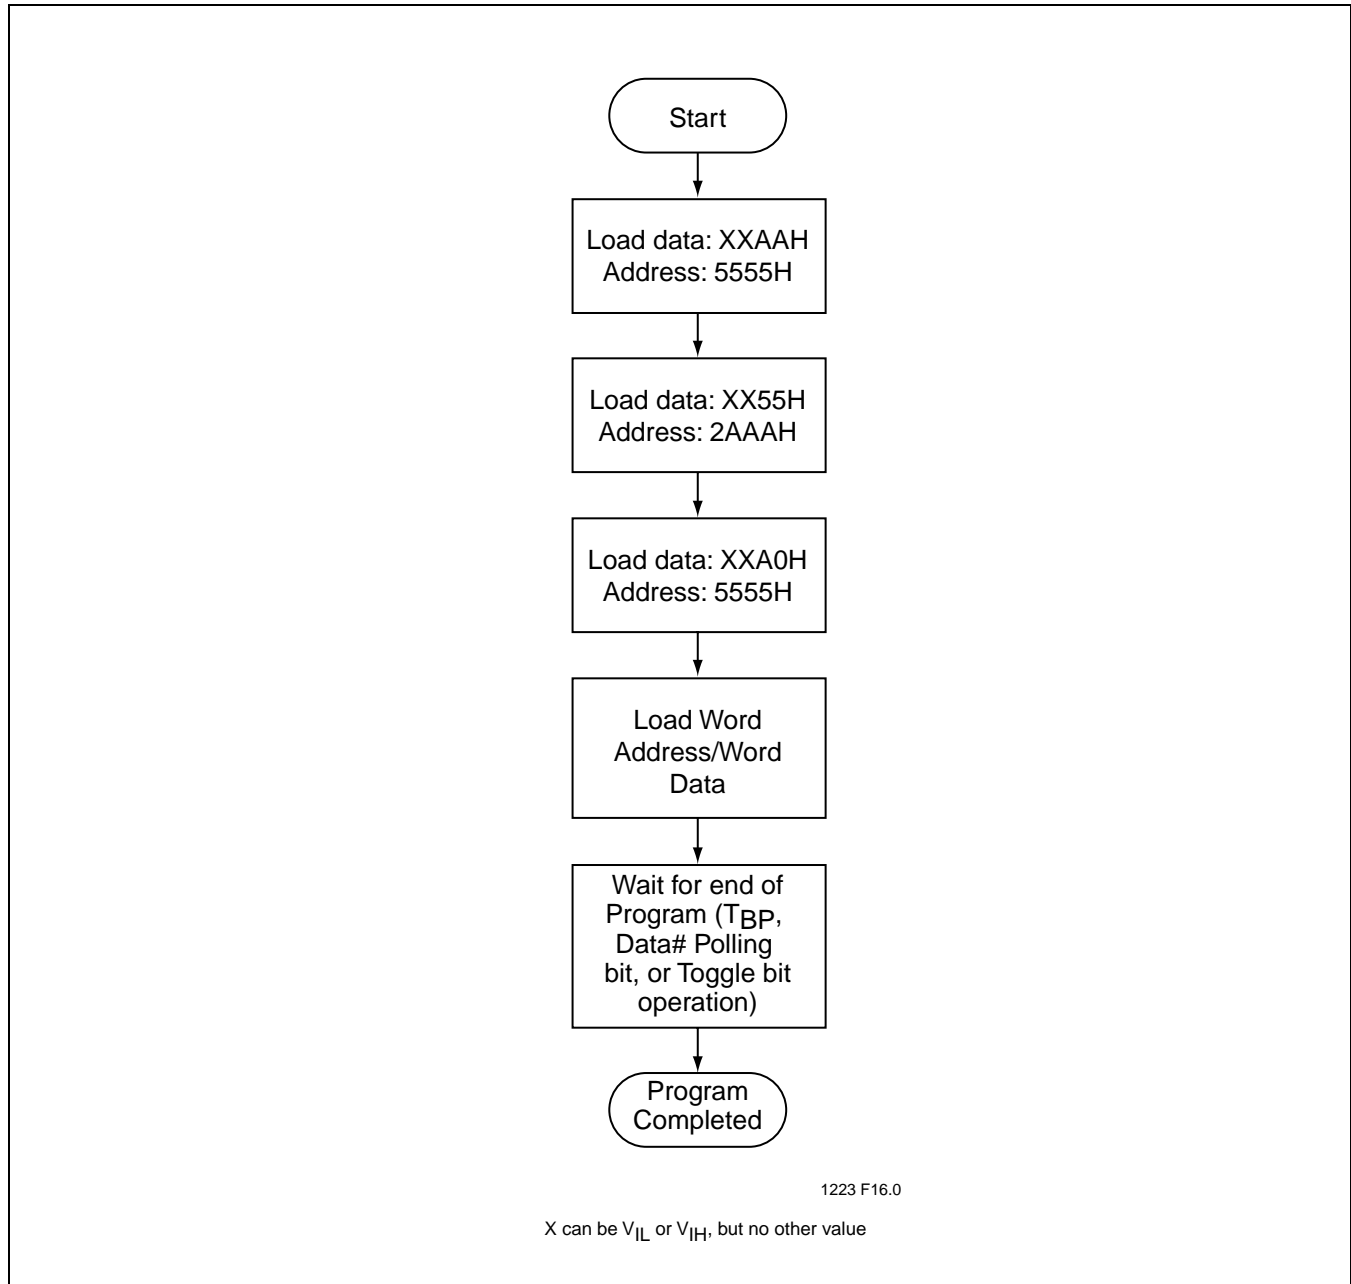 Start
Load data: XXAAH
Address: 5555H
Load data: XX55H
Address: 2AAAH
Load data: XXA0H
Address: 5555H
Load Word
Address/Word
Data
Wait for end of
Program (TBP,
Data# Polling
bit, or Toggle bit
operation)
Program
Completed
1223 F16.0
X can be VIL or VIH, but no other value